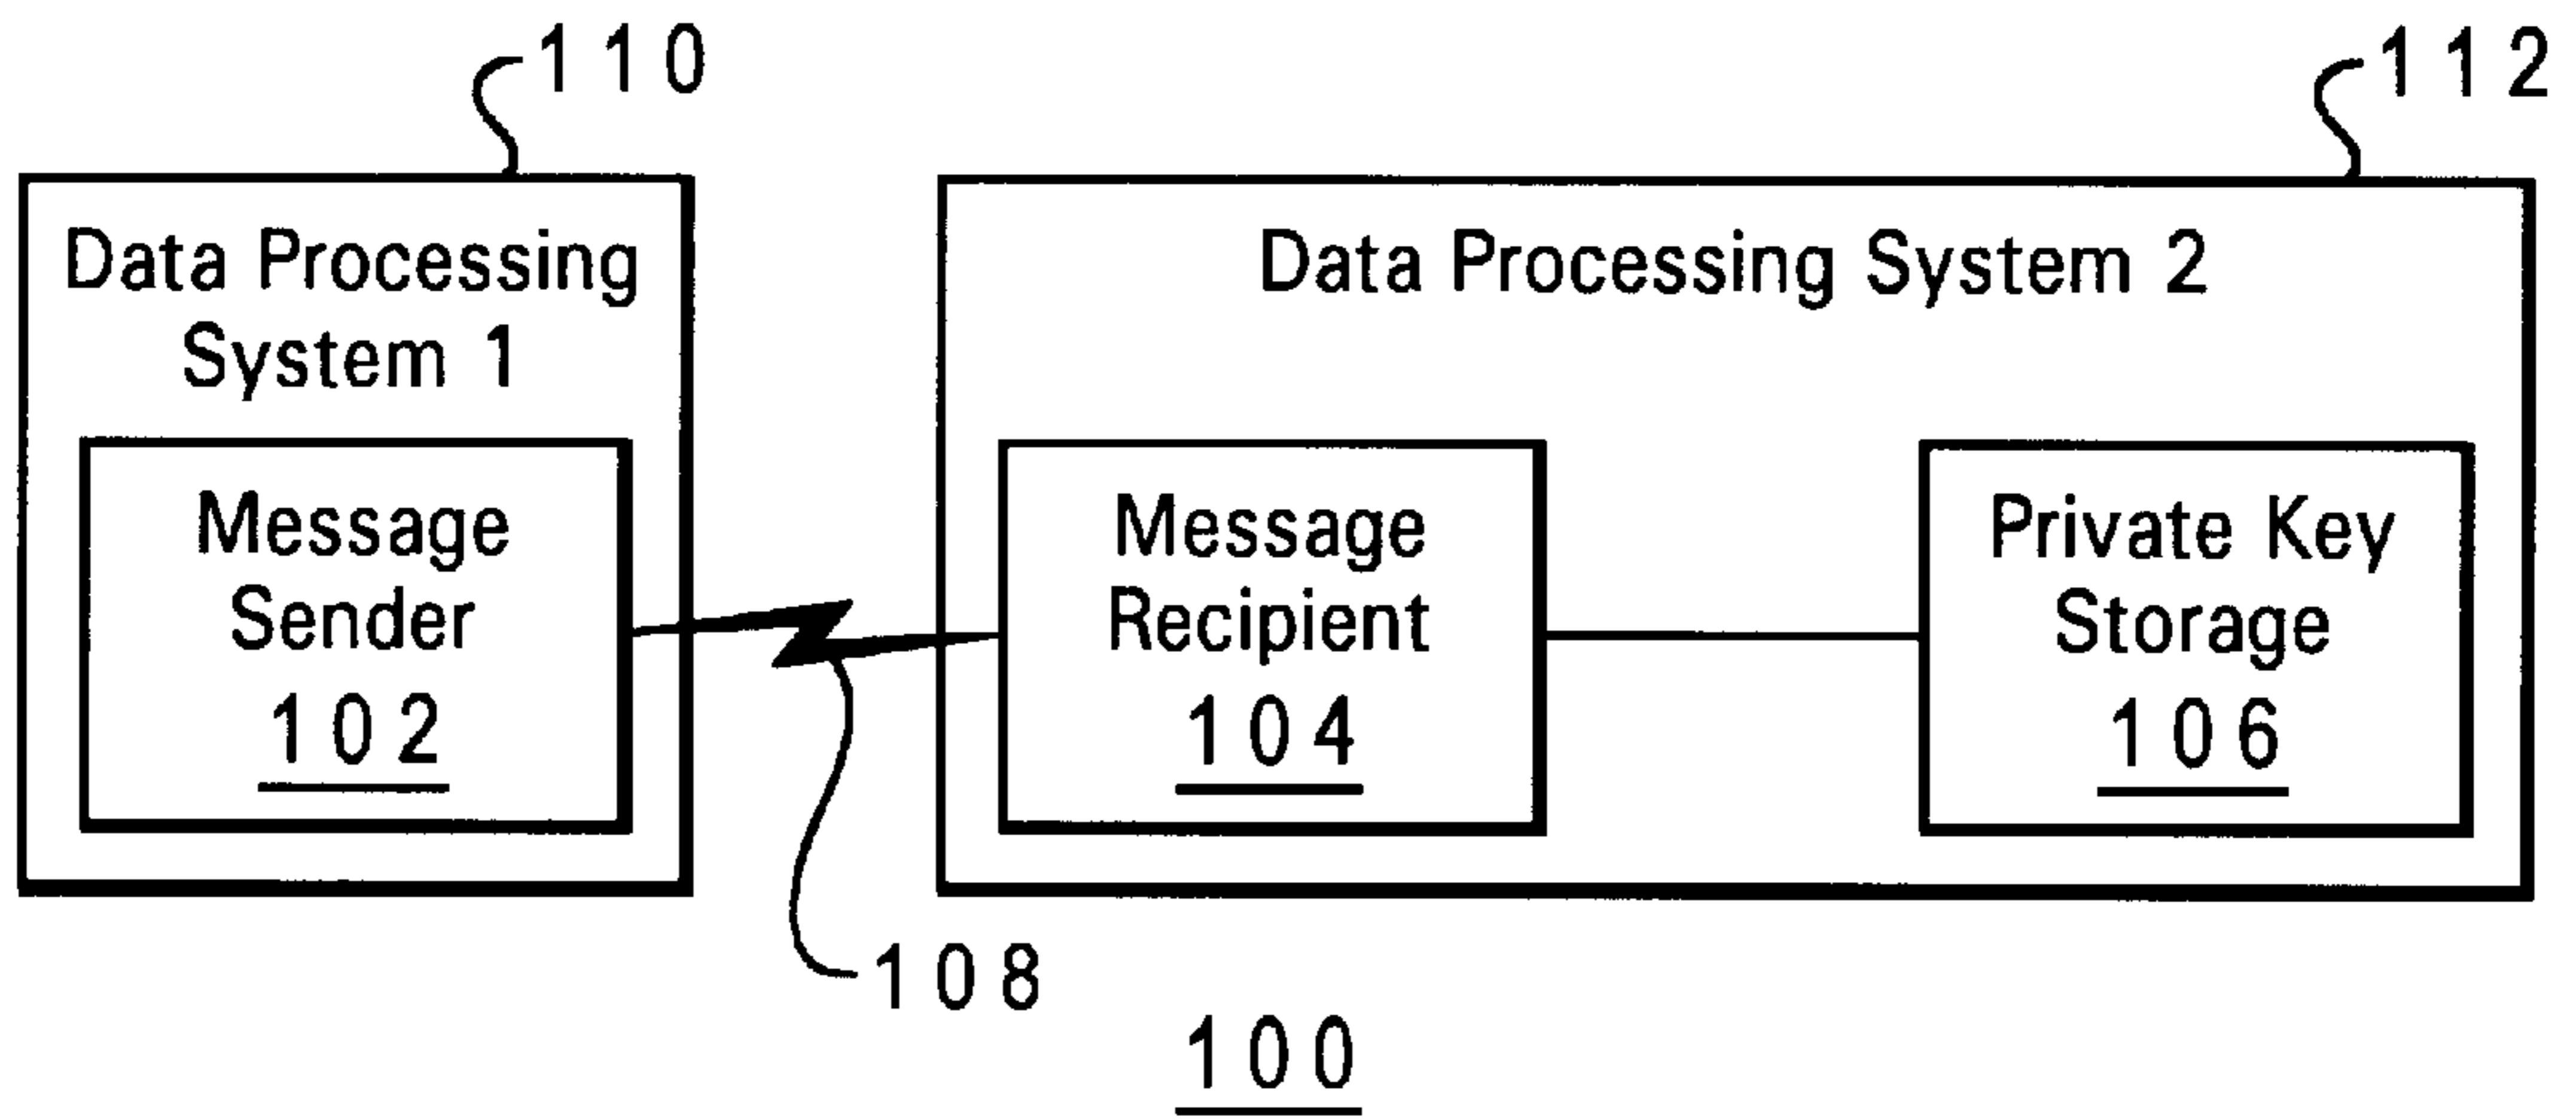 110
112
Data Processing
System 1
Data Processing System 2
Message
Sender
102
Message
Recipient
104
Private Key
Storage
106
108
100